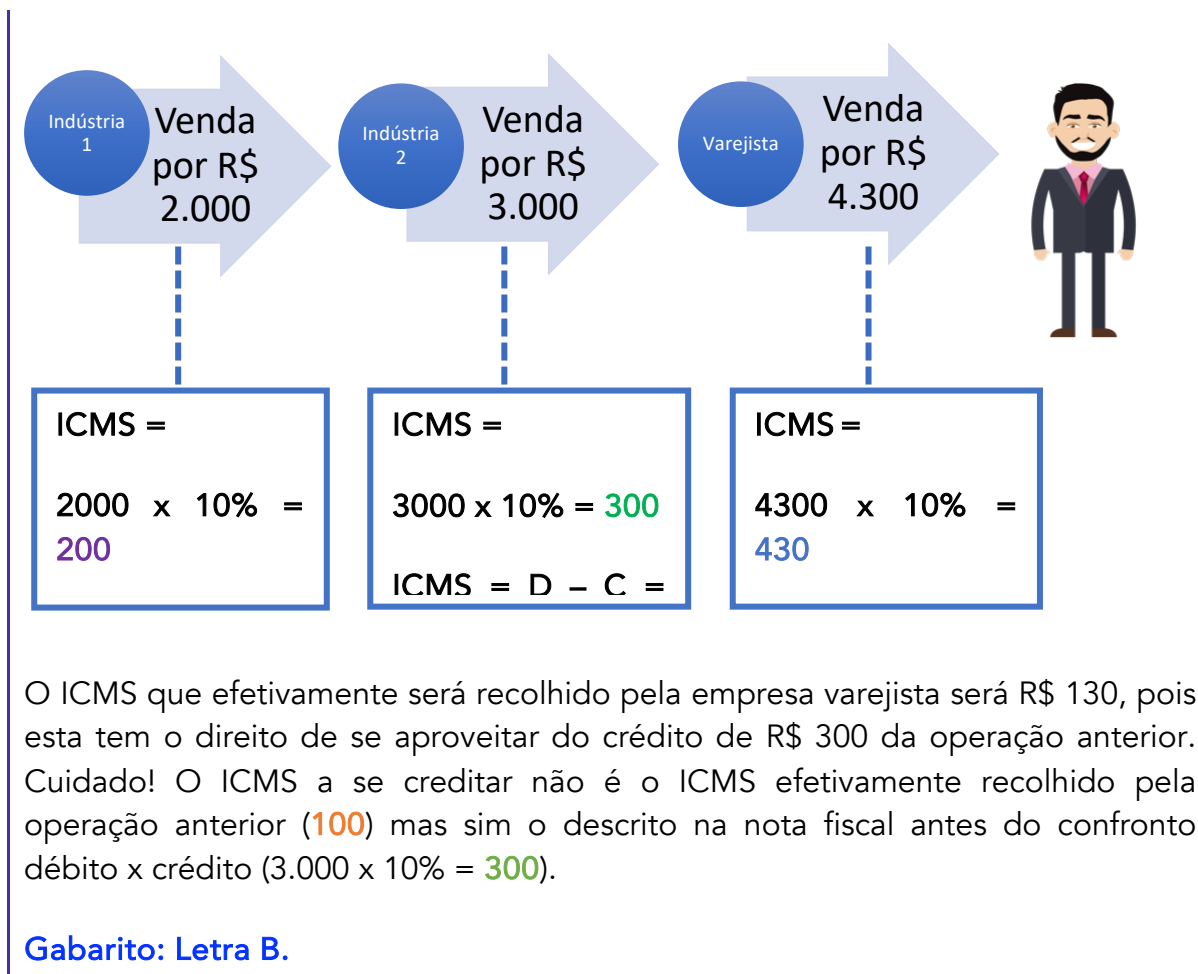 Indústria
1
Venda
por R$
2.000
Indústria
2
Venda
por R$
3.000
Varejista
Venda
por R$
4.300
ICMS =
2000 x 10% =
200
ICMS =
3000 x 10% = 300
ICMS = D – C =
ICMS =
4300 x 10% =
430
O ICMS que efetivamente será recolhido pela empresa varejista será R$ 130, pois
esta tem o direito de se aproveitar do crédito de R$ 300 da operação anterior.
Cuidado! O ICMS a se creditar não é o ICMS efetivamente recolhido pela
operação anterior (100) mas sim o descrito na nota fiscal antes do confronto
débito x crédito (3.000 x 10% = 300).
Gabarito: Letra B.